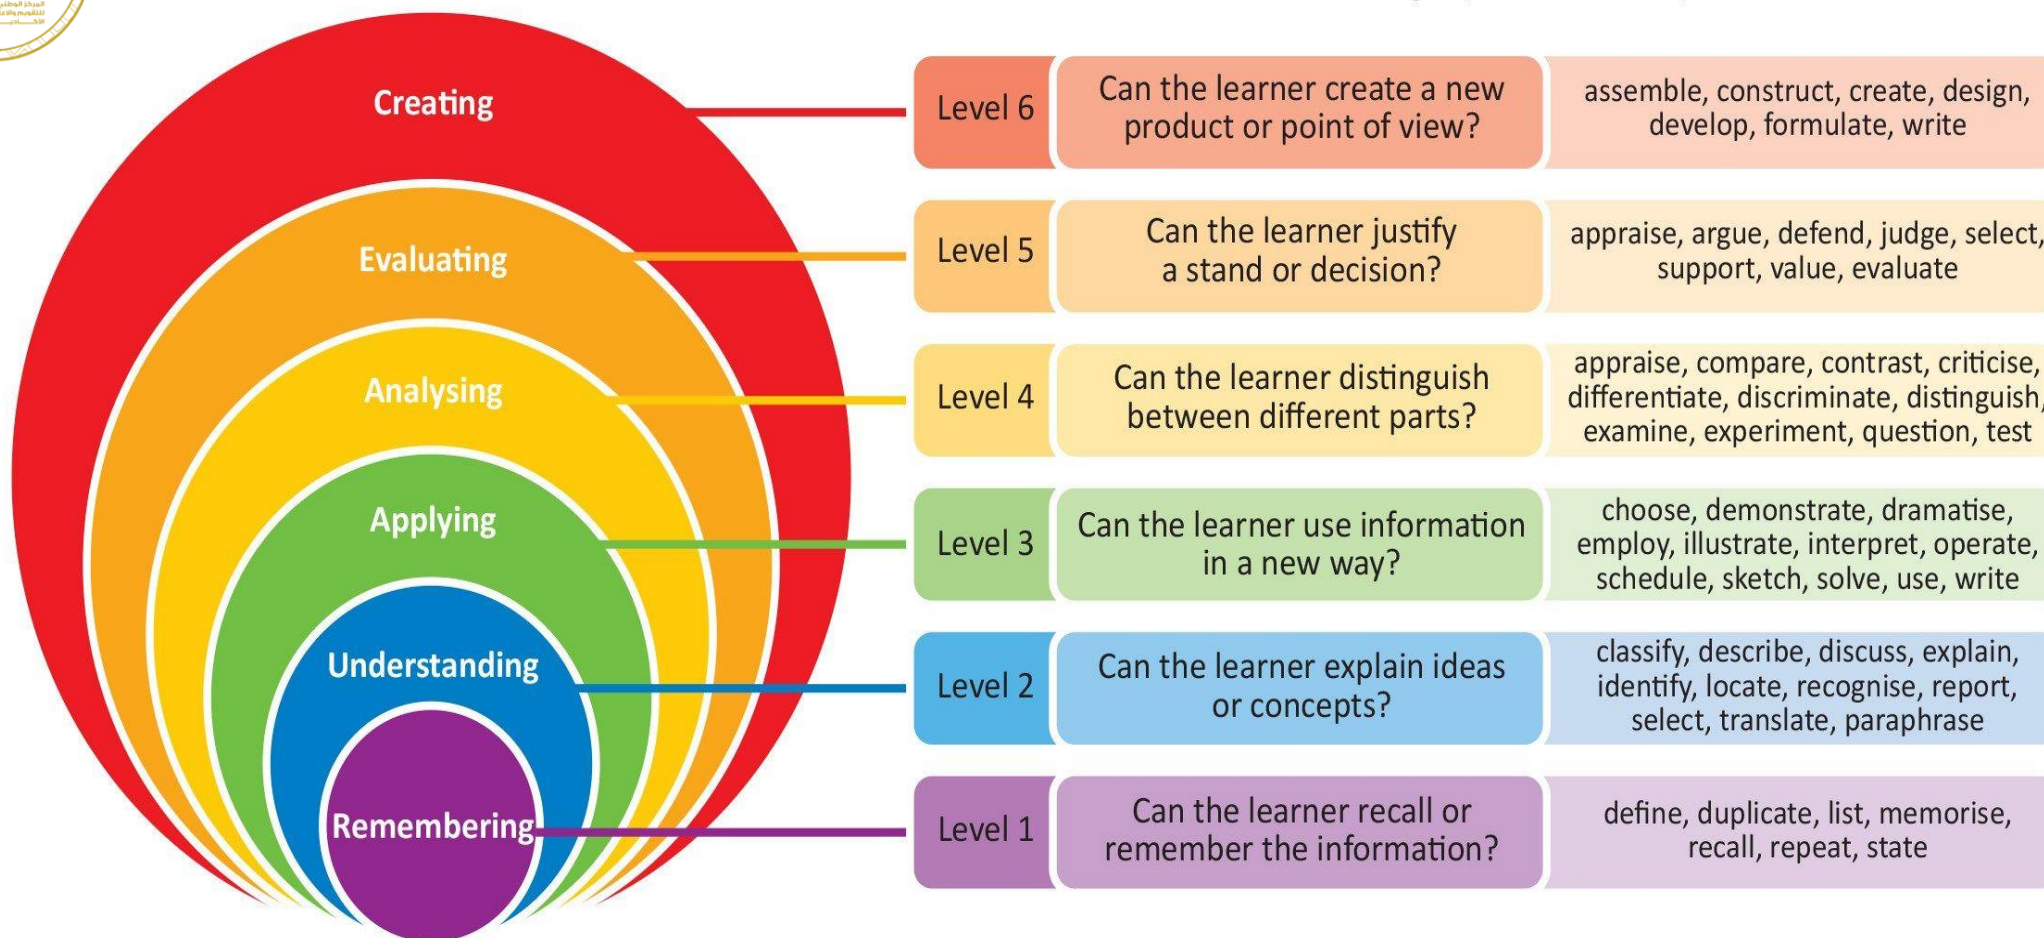 المركز الوطني
Creating
Level 6
Can the learner create a new
product or point of view?
assemble, construct, create, design,
develop, formulate, write
Evaluating
Level 5
Can the learner justify
a stand or decision?
appraise, argue, defend, judge, select,
support, value, evaluate
Analysing
Level 4
Can the learner distinguish
between different parts?
appraise, compare, contrast, criticise,
differentiate, discriminate, distinguish,
examine, experiment, question, test
Applying
Level 3
Can the learner use information
in a new way?
choose, demonstrate, dramatise,
employ, illustrate, interpret, operate,
schedule, sketch, solve, use, write
Understanding
Level 2
Can the learner explain ideas
or concepts?
classify, describe, discuss, explain,
identify, locate, recognise, report,
select, translate, paraphrase
Remembering
Level 1
Can the learner recall or
remember the information?
define, duplicate, list, memorise,
recall, repeat, state